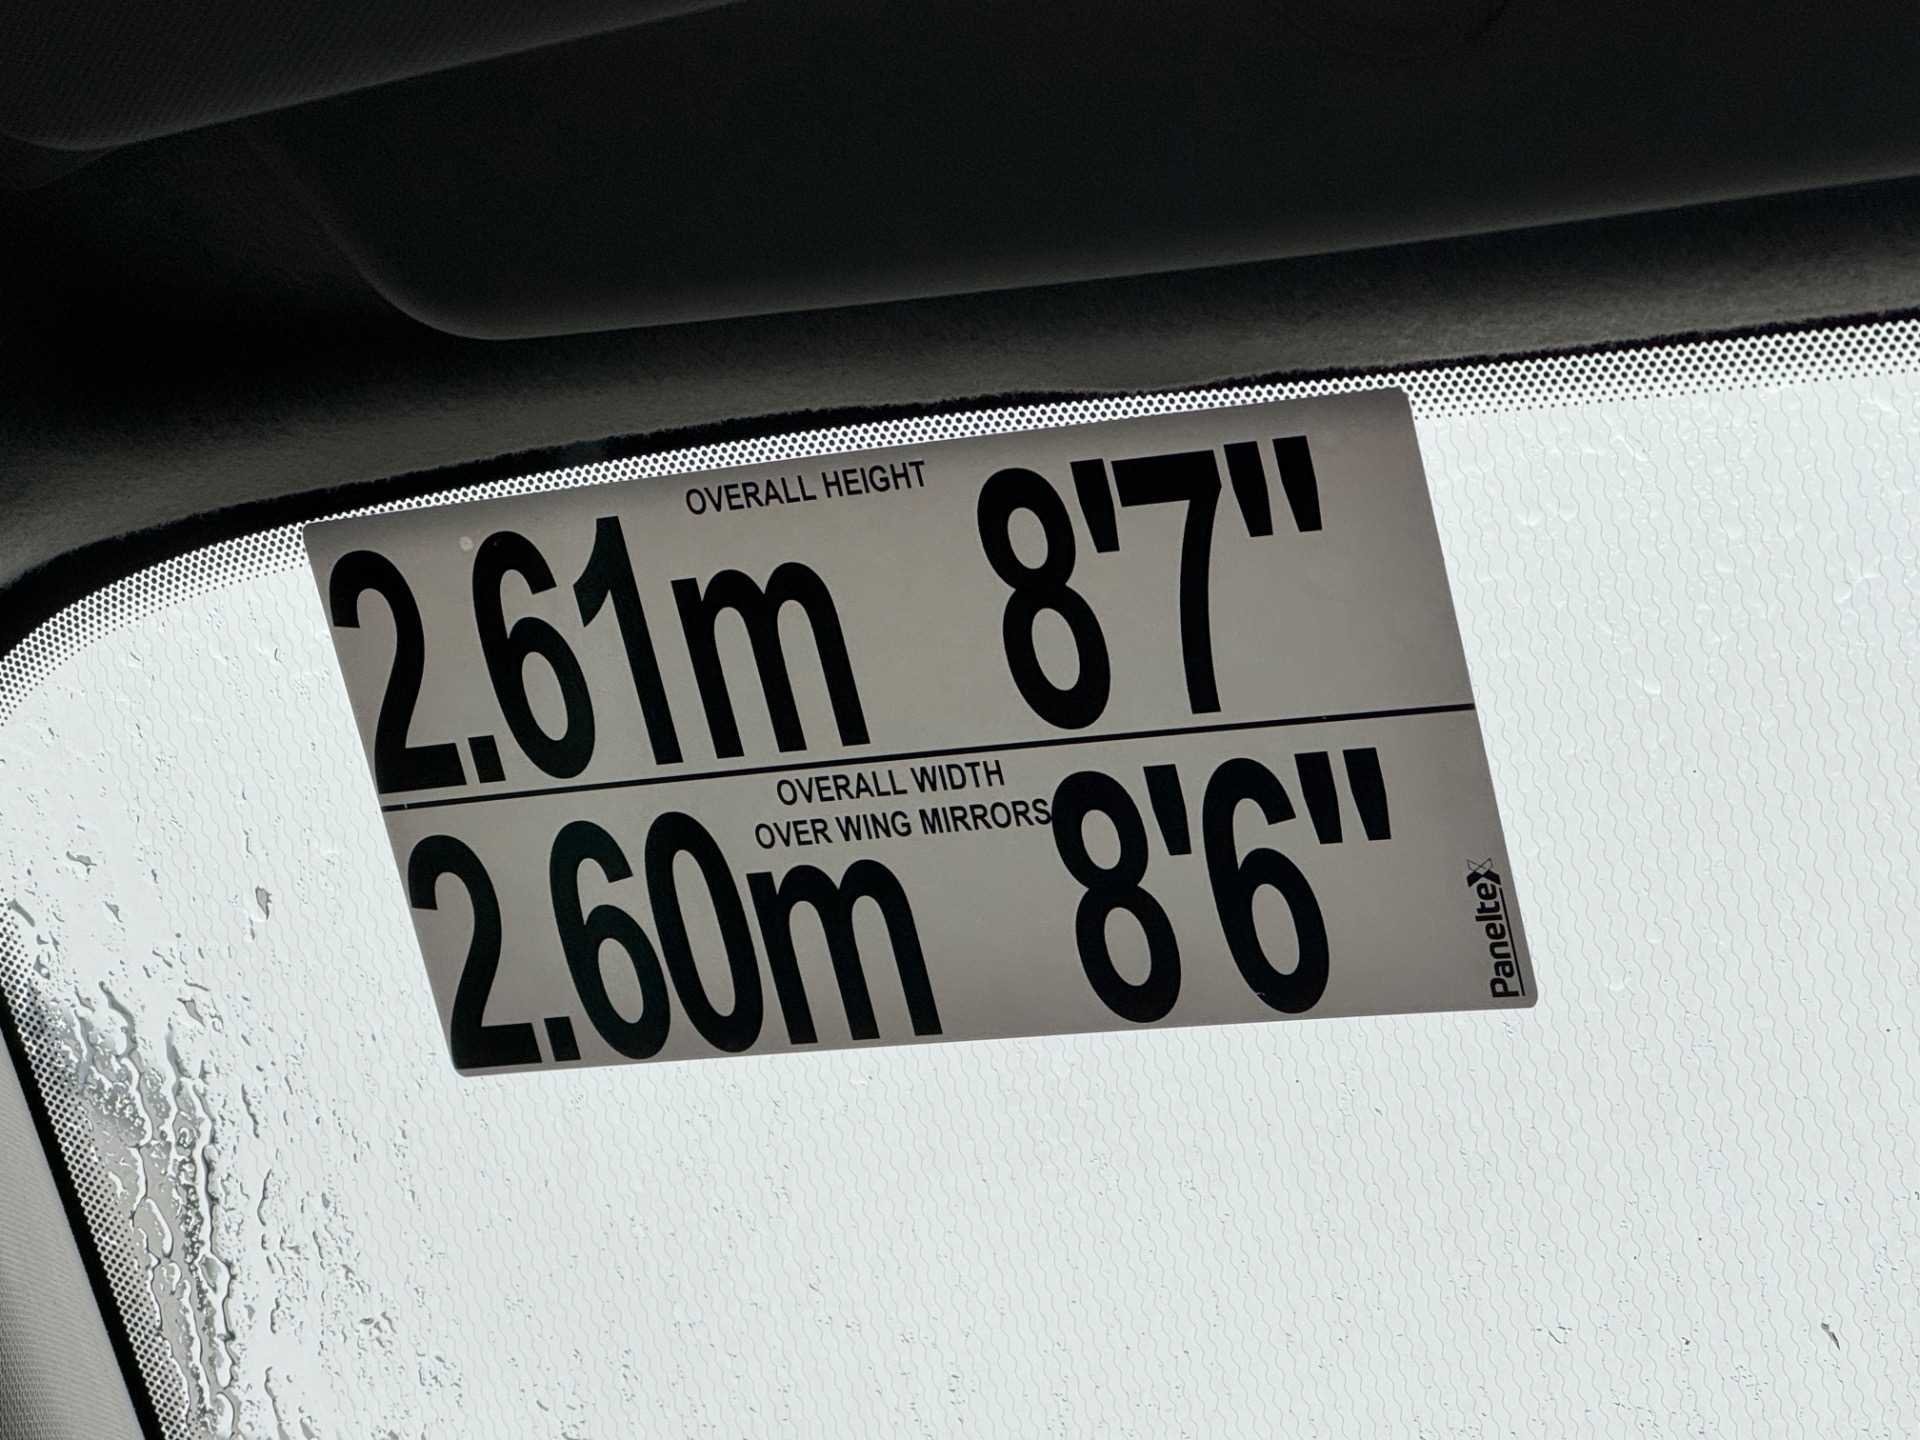 OVERALL HEIGHT
2.61m 8'7"
OVERALL WIDTH
OVER WING MIRRORS
2.60m 8'6"
Paneltex